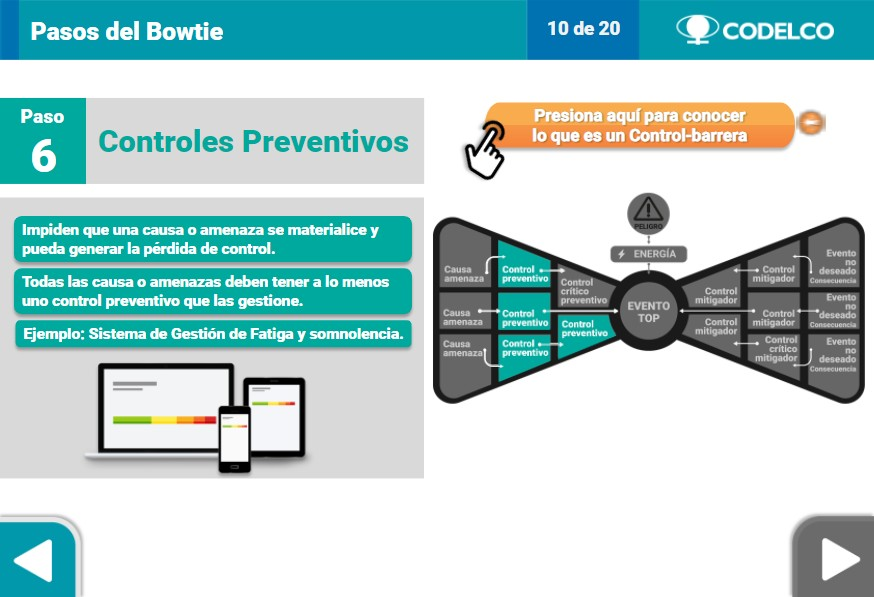 Pasos del Bowtie
10 de 20
CODELCO
Paso
6
Controles Preventivos
Presiona aquí para conocer
lo que es un Control-barrera
Impiden que una causa o amenaza se materialice y
pueda generar la pérdida de control.
Todas las causa o amenazas deben tener a lo menos
uno control preventivo que las gestione.
Ejemplo: Sistema de Gestión de Fatiga y somnolencia.
PELIGRO
ENERGÍA
EVENTO
TOP
Causa
amenaza
Control
preventivo
Control
crítico
preventivo
Causa
amenaza
Control
preventivo
Control
preventivo
Causa
amenaza
Control
preventivo
Control
mitigador
Control
mitigador
Evento
no
deseado
Consecuencia
Control
mitigador
Control
mitigador
Evento
no
deseado
Consecuencia
Control
crítico
mitigador
Evento
no
deseado
Consecuencia